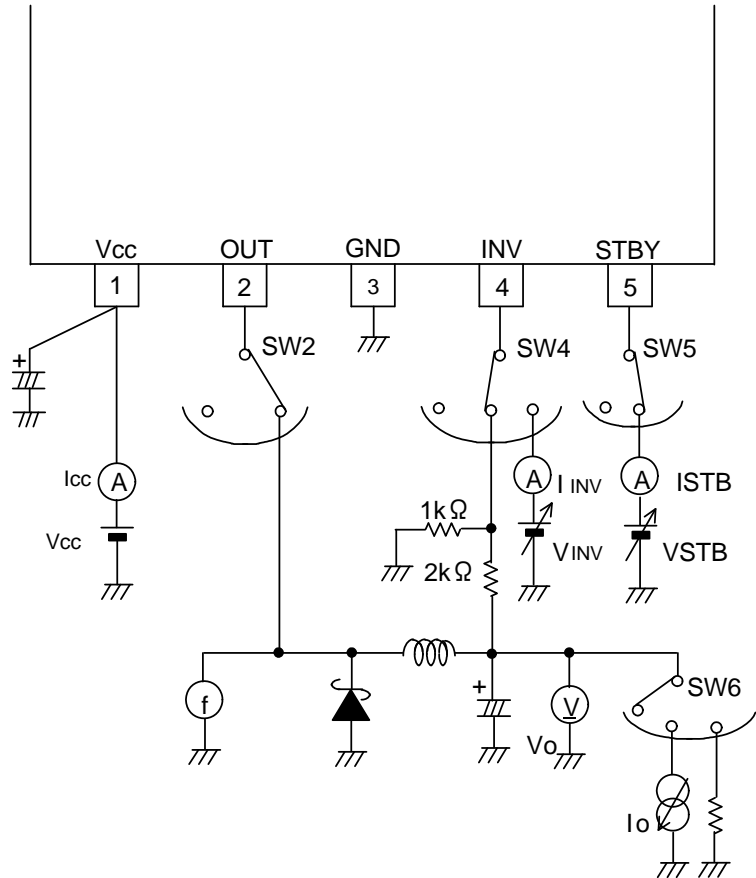 Vcc OUT GND INV STBY
1 2 3 4 5
SW2 SW4 SW5
+
Icc A A I INV A ISTB
1kΩ
Vcc VINV VSTB
2kΩ
SW6
f + V
Vo
Io